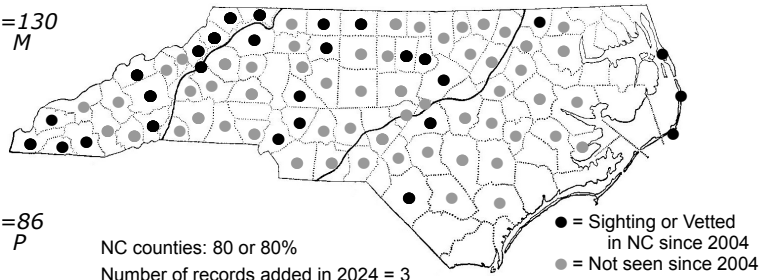 =130
M
=86
P
NC counties: 80 or 80%
Number of records added in 2024 = 3
= Sighting or Vetted
in NC since 2004
= Not seen since 2004